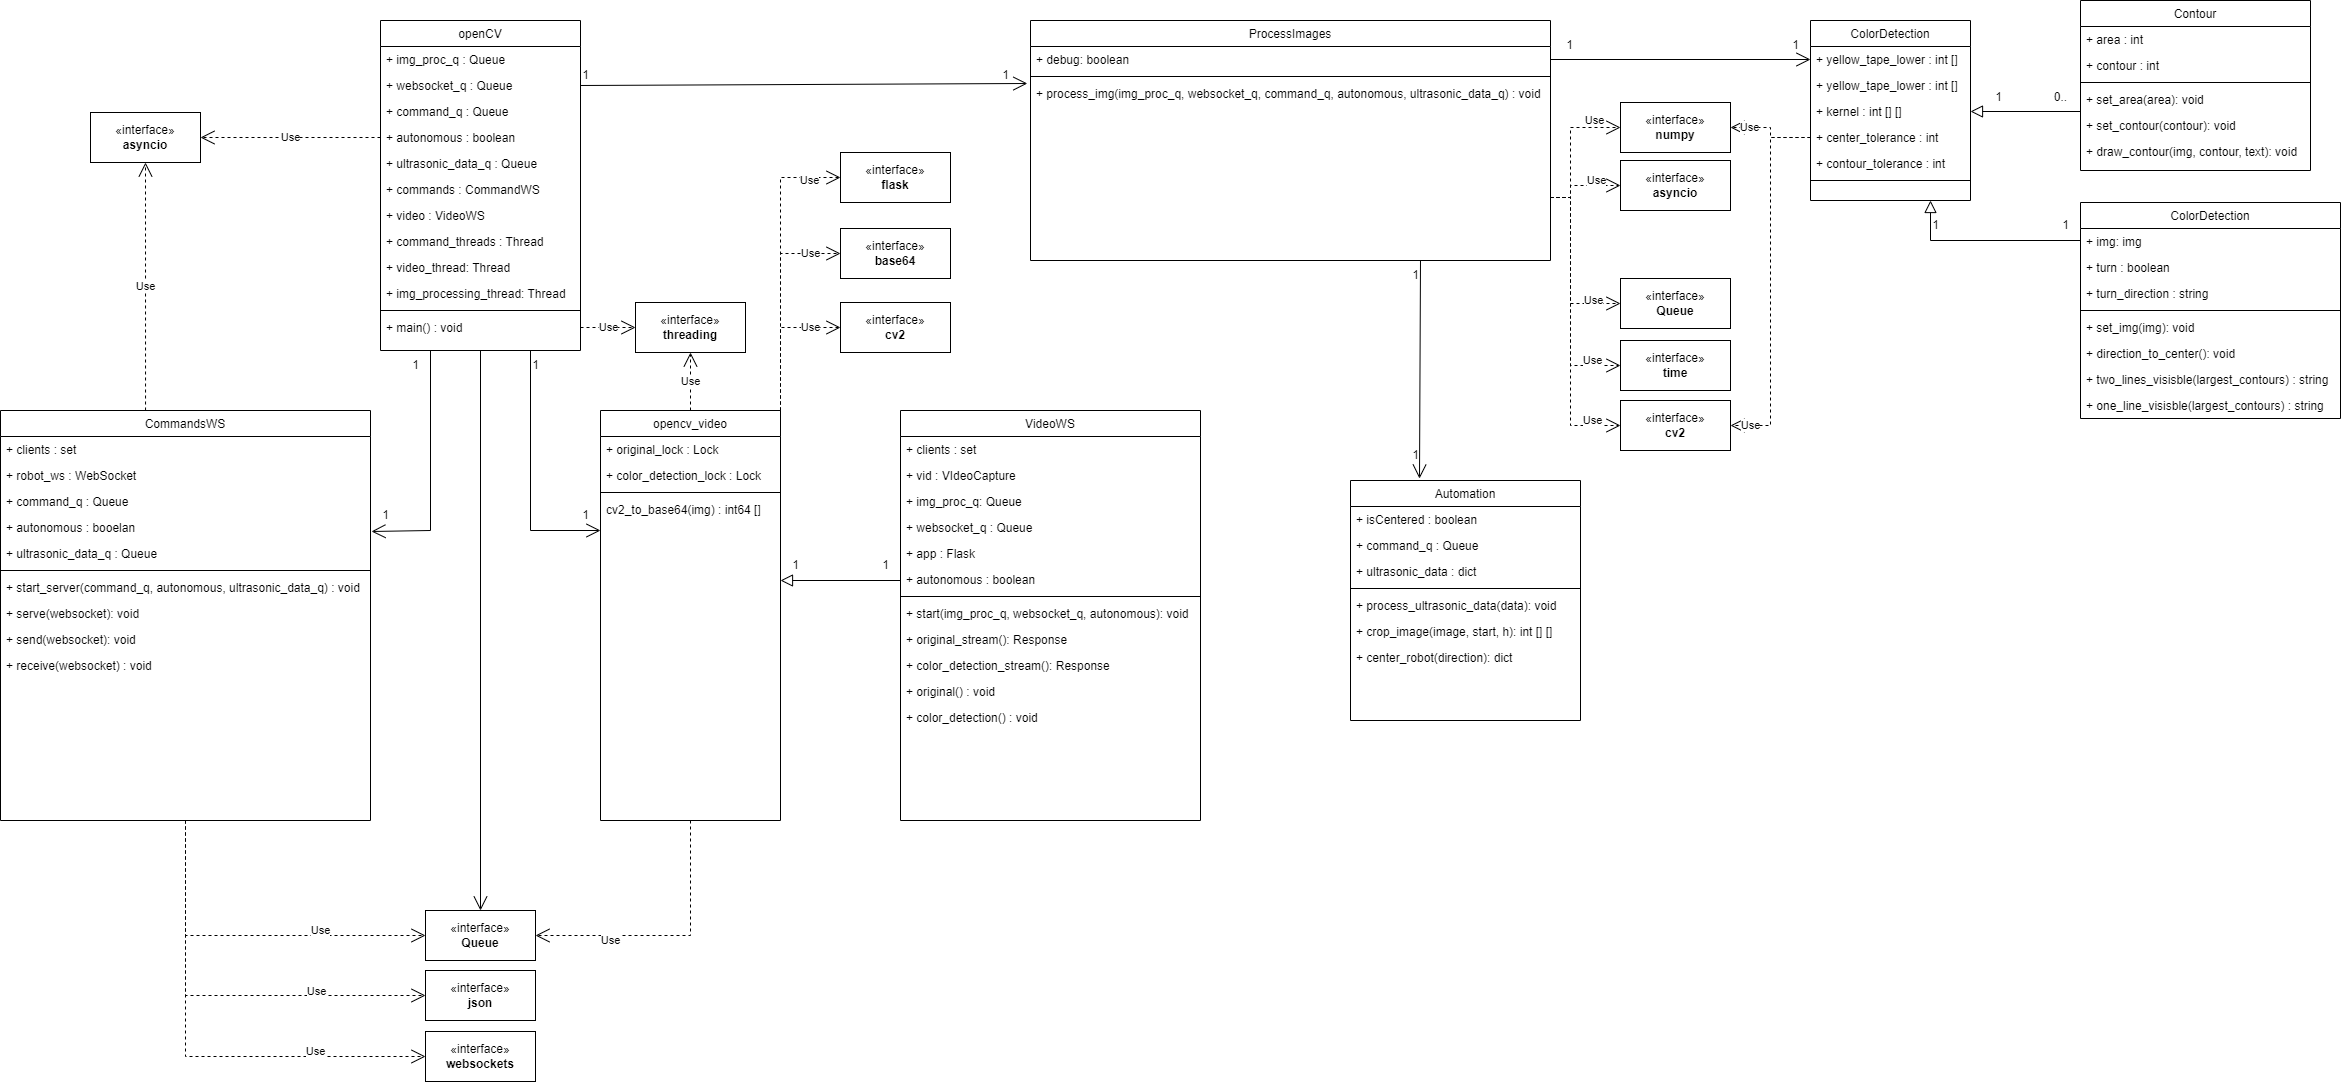 openCV
+ img_proc_q : Queue
+ websocket_q : Queue
+ command_q : Queue
+ autonomous : boolean
+ ultrasonic_data_q : Queue
+ commands : CommandWS
+ video : VideoWS
+ command_threads : Thread
+ video_thread: Thread
+ img_processing_thread: Thread
+ main() : void
1
1
1
1
«interface»
asyncio
Use
Use
ProcessImages
+ debug: boolean
+ process_img(img_proc_q, websocket_q, command_q, autonomous, ultrasonic_data_q) : void
1
1
1
1
ColorDetection
+ yellow_tape_lower : int []
+ yellow_tape_lower : int []
+ kernel : int [] []
+ center_tolerance : int
+ contour_tolerance : int
Contour
+ area : int
+ contour : int
+ set_area(area): void
+ set_contour(contour): void
+ draw_contour(img, contour, text): void
1
0..
ColorDetection
+ img: img
+ turn : boolean
+ turn_direction : string
+ set_img(img): void
+ direction_to_center(): void
+ two_lines_visisble(largest_contours) : string
+ one_line_visisble(largest_contours) : string
1
1
«interface»
flask
Use
«interface»
base64
Use
«interface»
cv2
Use
«interface»
threading
Use
Use
«interface»
numpy
Use
Use
«interface»
asyncio
Use
«interface»
Queue
Use
«interface»
time
Use
«interface»
cv2
Use
Use
CommandsWS
+ clients : set
+ robot_ws : WebSocket
+ command_q : Queue
+ autonomous : booelan
+ ultrasonic_data_q : Queue
+ start_server(command_q, autonomous, ultrasonic_data_q) : void
+ serve(websocket): void
+ send(websocket): void
+ receive(websocket) : void
1
opencv_video
+ original_lock : Lock
+ color_detection_lock : Lock
cv2_to_base64(img) : int64 []
1
1
1
VideoWS
+ clients : set
+ vid : VIdeoCapture
+ img_proc_q: Queue
+ websocket_q : Queue
+ app : Flask
+ autonomous : boolean
+ start(img_proc_q, websocket_q, autonomous): void
+ original_stream(): Response
+ color_detection_stream(): Response
+ original() : void
+ color_detection() : void
Automation
+ isCentered : boolean
+ command_q : Queue
+ ultrasonic_data : dict
+ process_ultrasonic_data(data): void
+ crop_image(image, start, h): int [] []
+ center_robot(direction): dict
1
«interface»
Queue
Use
Use
«interface»
json
Use
«interface»
websockets
Use